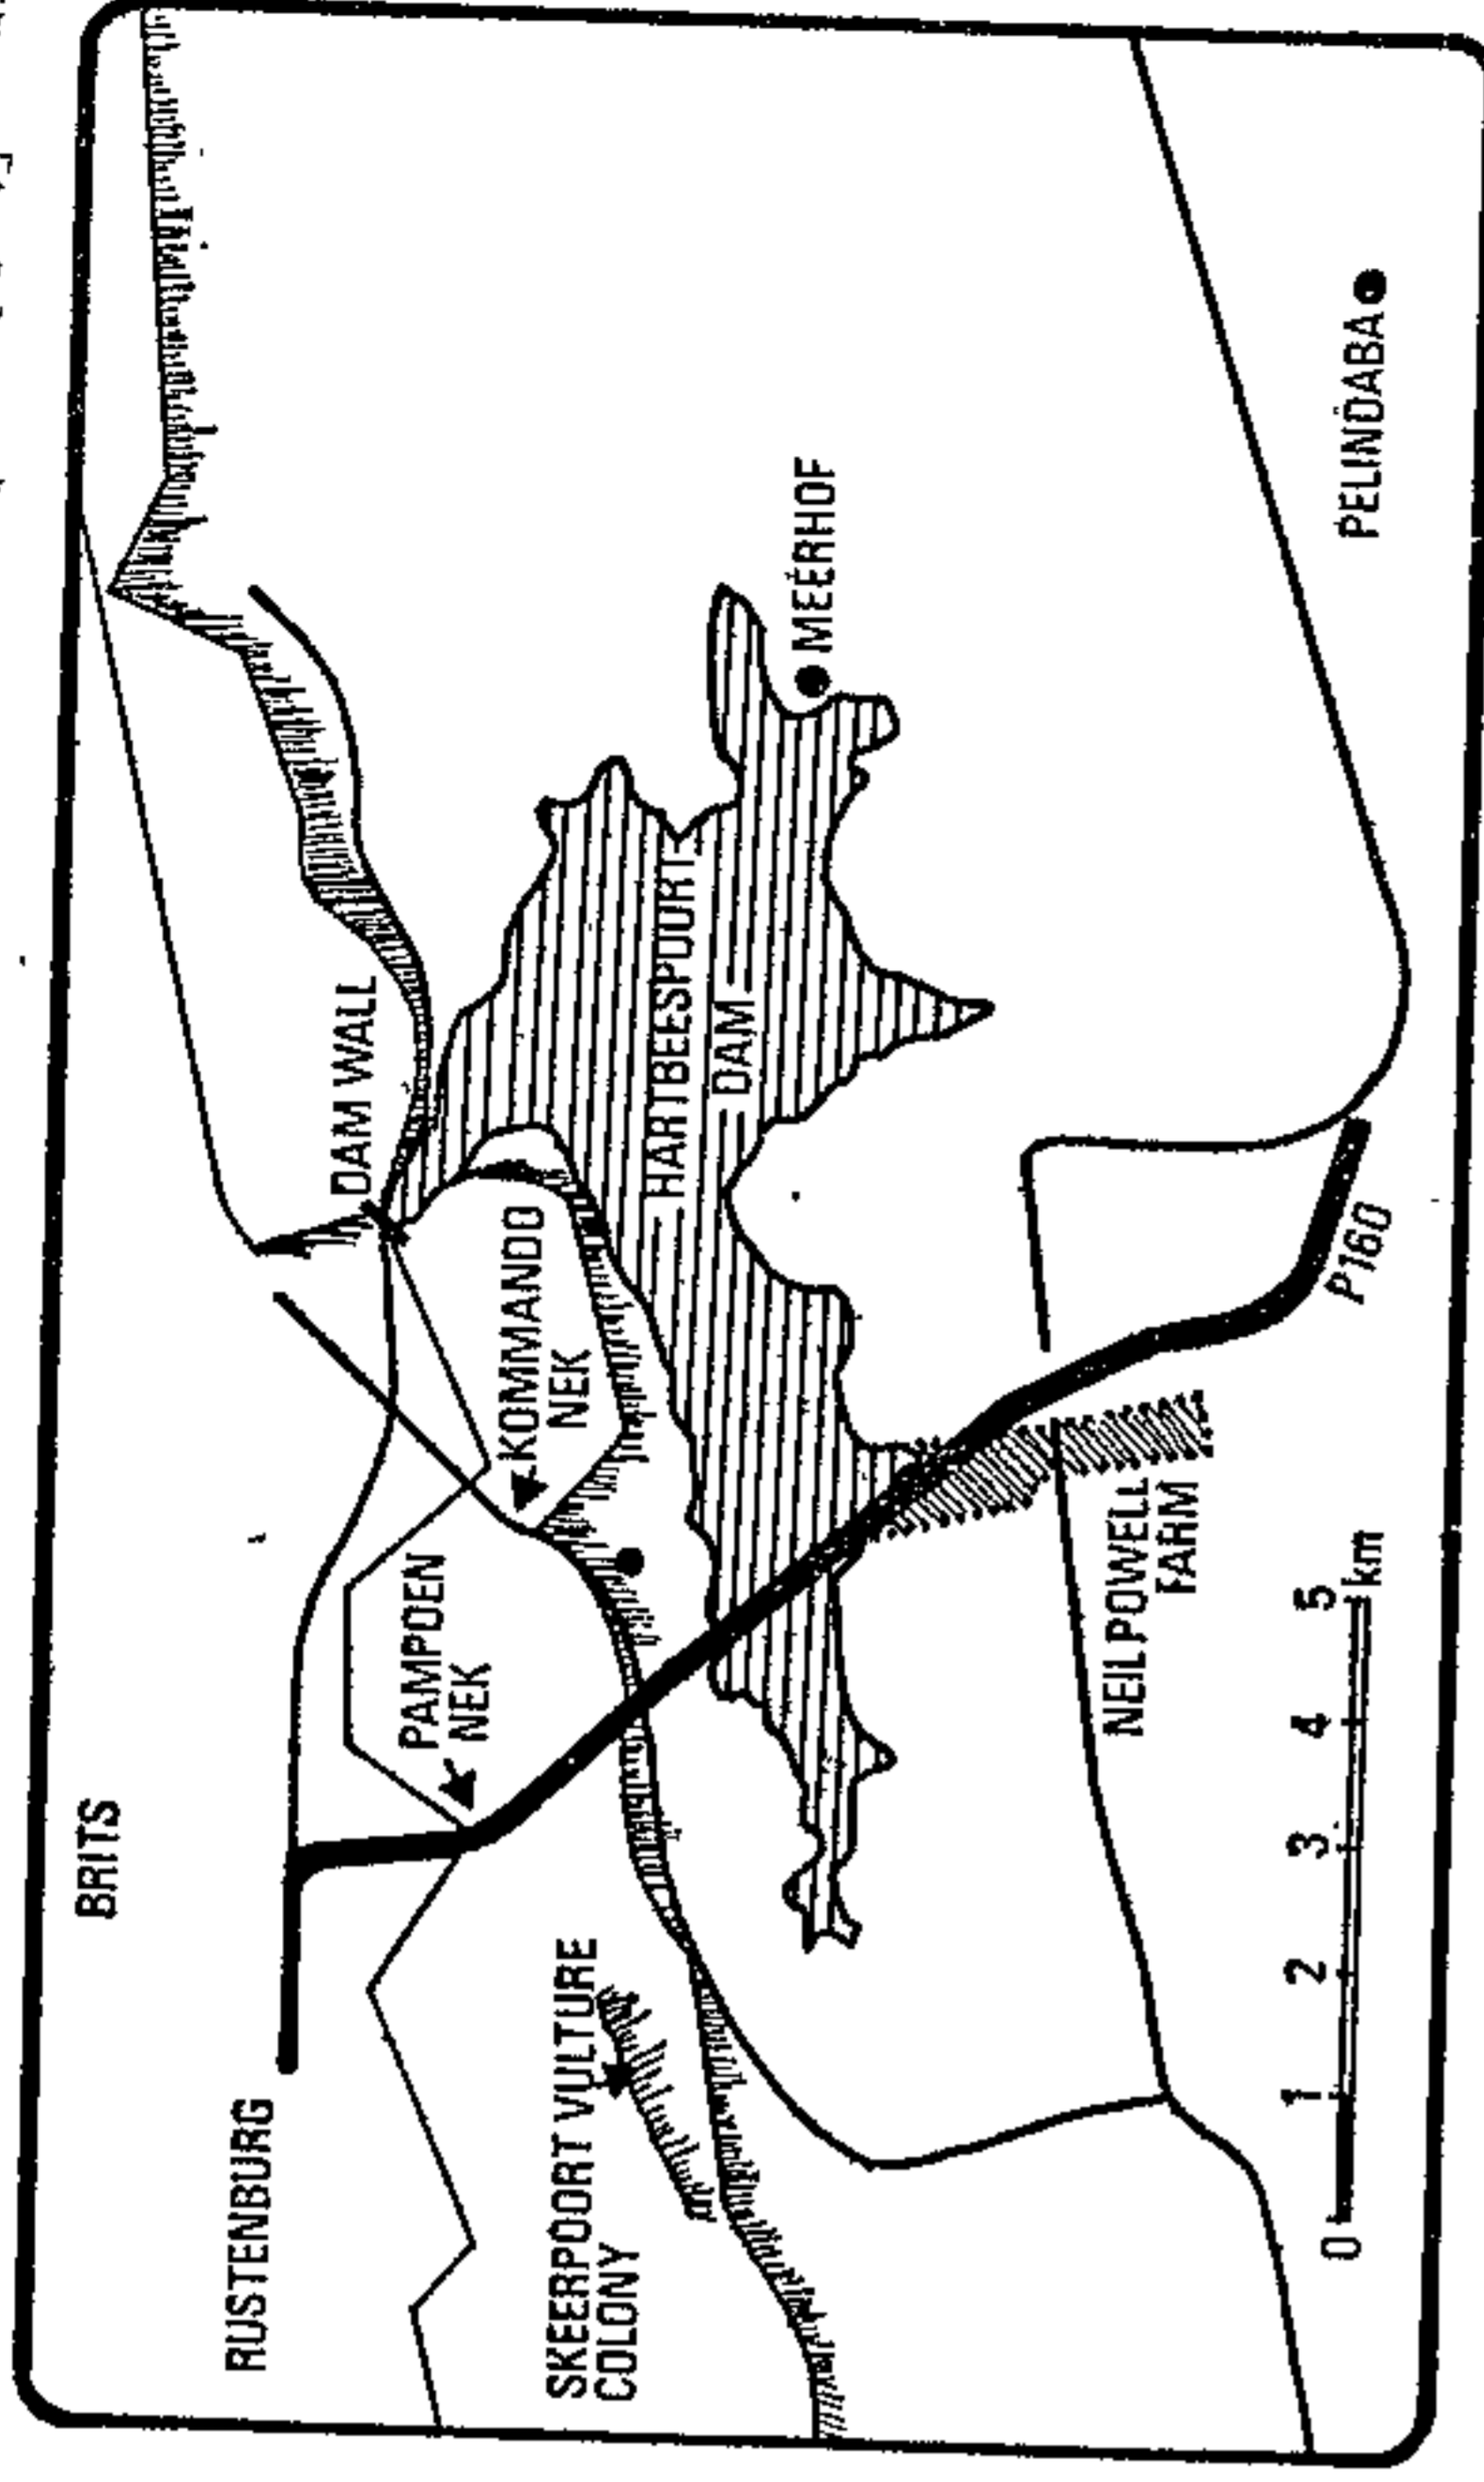 BRITS
RUSTENBURG
PAMPOEN
NEK
KOMMANDO
NEK
DAM WALL
SKEERPOORT VULTURE
COLONY
HARTBEESPOORT
DAM
MEERHOF
NEIL POWELL
FARM
P160
PELINDABA
0 1 2 3 4 5
km